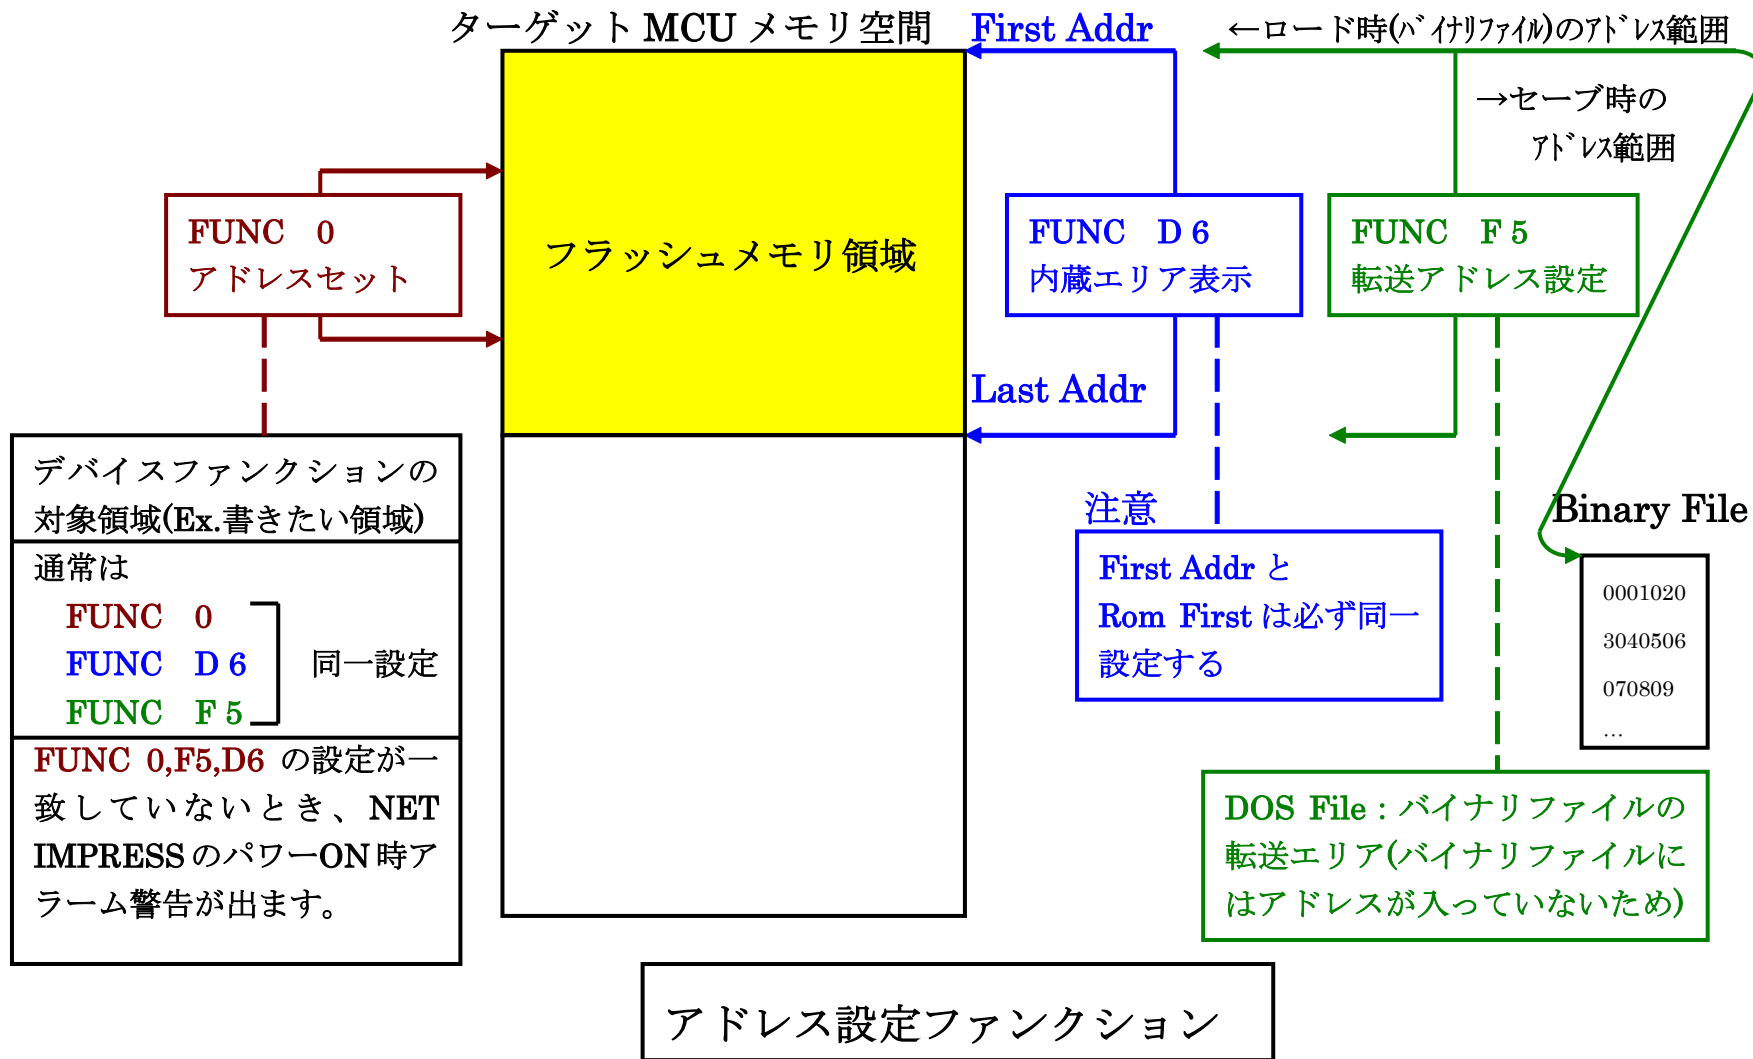 ターゲット MCU メモリ空間
First Addr
←ロード時(ﾊﾞｲﾅﾘﾌｧｲﾙ)のｱﾄﾞﾚｽ範囲
→セーブ時の
ｱﾄﾞﾚｽ範囲
FUNC 0
アドレスセット
フラッシュメモリ領域
FUNC D 6
内蔵エリア表示
FUNC F 5
転送アドレス設定
Last Addr
デバイスファンクションの
対象領域(Ex.書きたい領域)
通常は
FUNC 0
FUNC D 6
FUNC F 5
同一設定
FUNC 0,F5,D6 の設定が一
致していないとき、NET
IMPRESS のパワーON 時ア
ラーム警告が出ます。
注意
First Addr と
Rom First は必ず同一
設定する
Binary File
0001020
3040506
070809
…
DOS File : バイナリファイルの
転送エリア(バイナリファイルに
はアドレスが入っていないため)
アドレス設定ファンクション